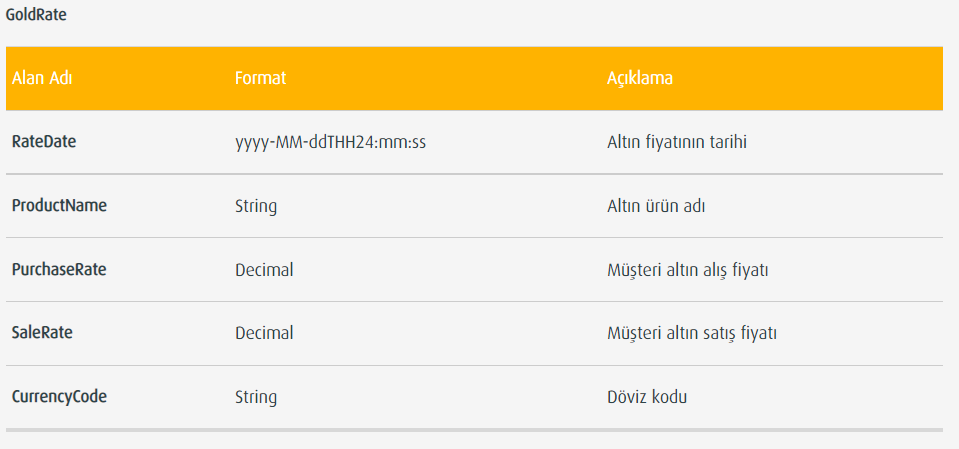 GoldRate
Alan Adı Format Açıklama
RateDate yyyy-MM-ddTHH24:mm:ss Altın fiyatının tarihi
ProductName String Altın ürün adı
PurchaseRate Decimal Müşteri altın alış fiyatı
SaleRate Decimal Müşteri altın satış fiyatı
CurrencyCode String Döviz kodu